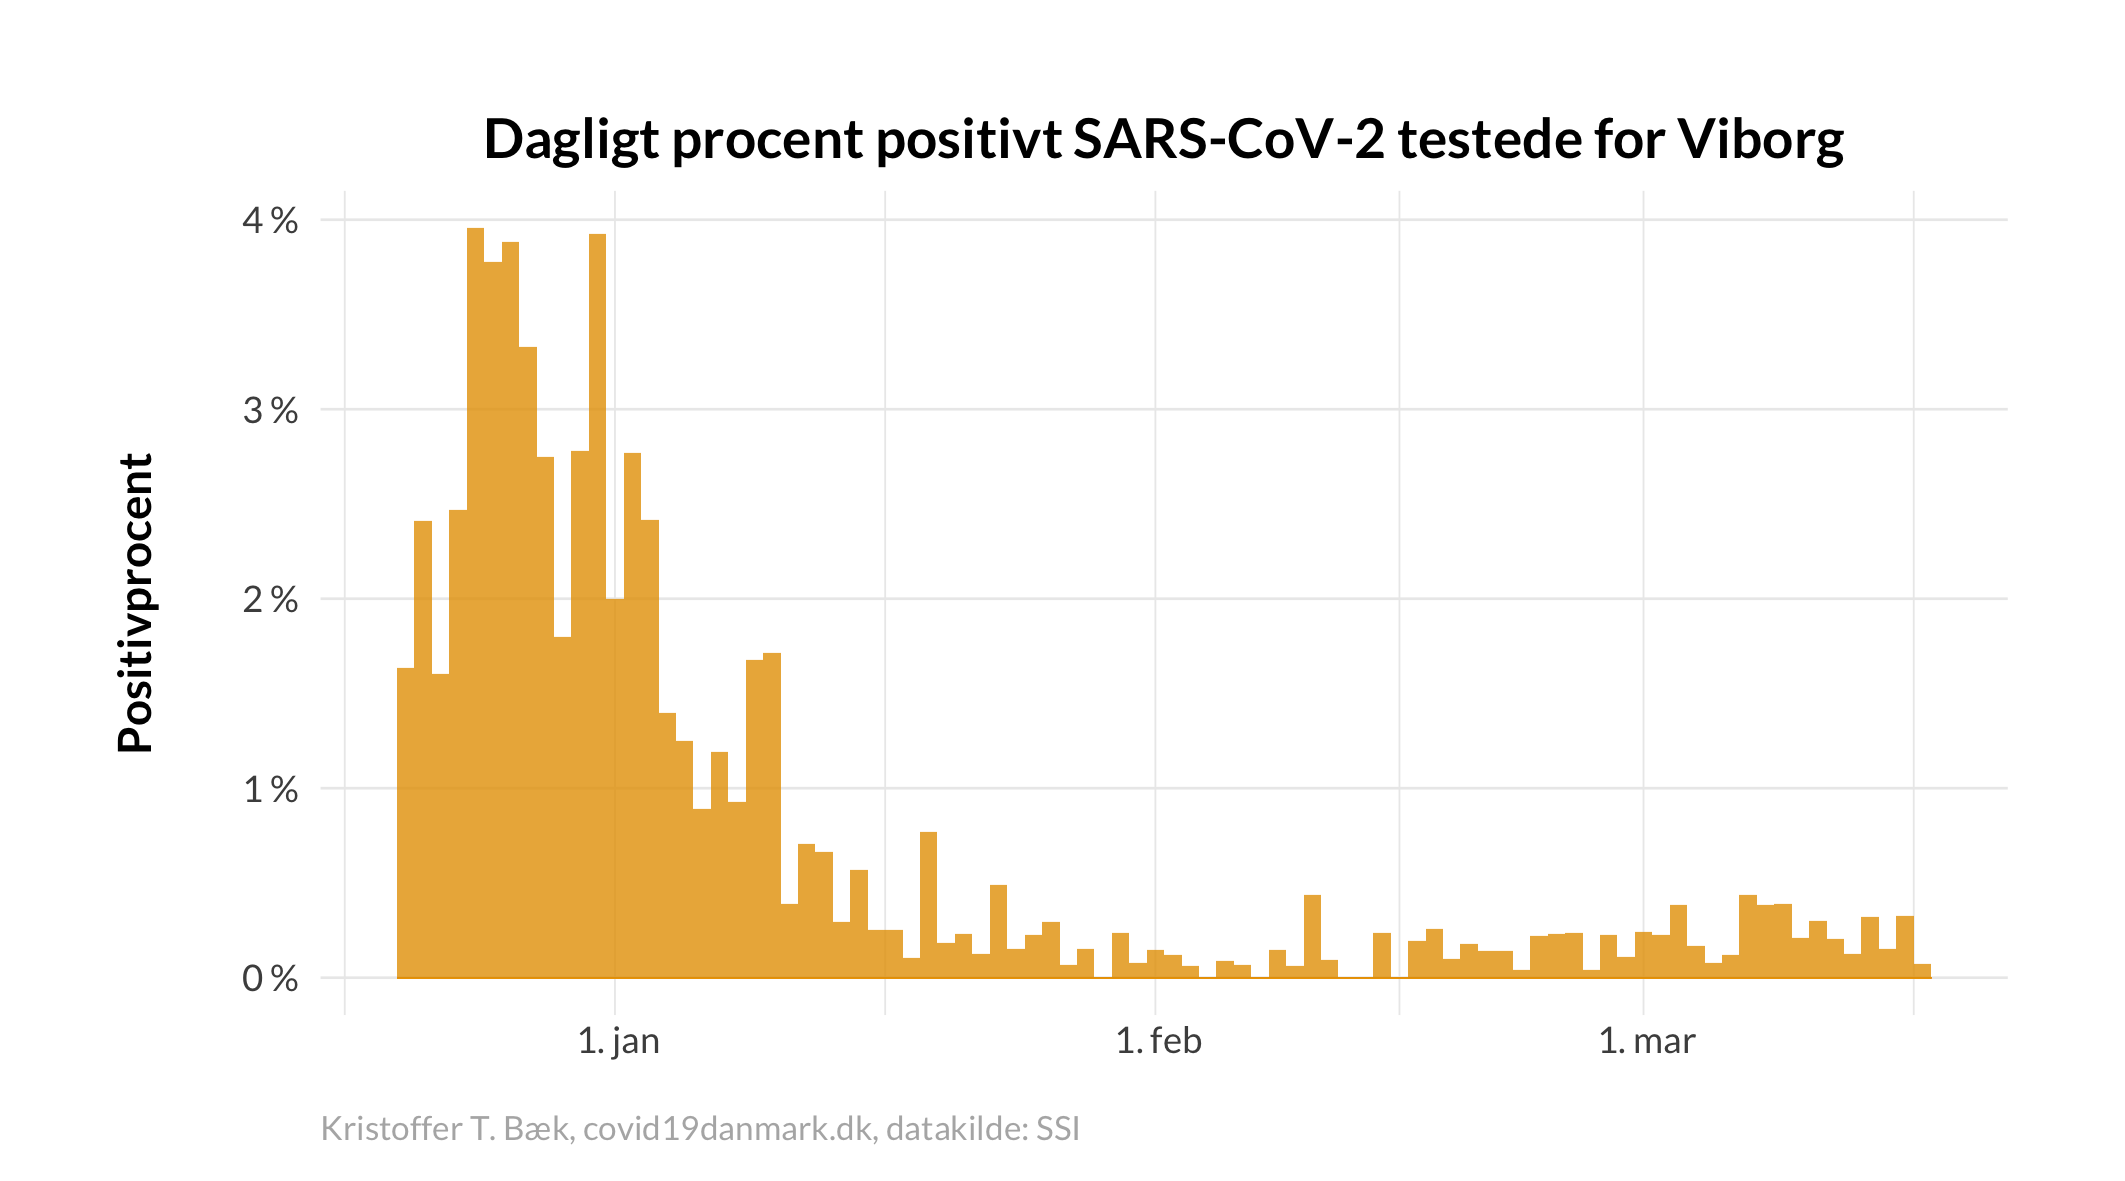 Dagligt procent positivt SARS-CoV-2 testede for Viborg
Positivprocent
4 %
3 %
2 %
1 %
0 %
1. jan
1. feb
1. mar
Kristoffer T. Bæk, covid19danmark.dk, datakilde: SSI